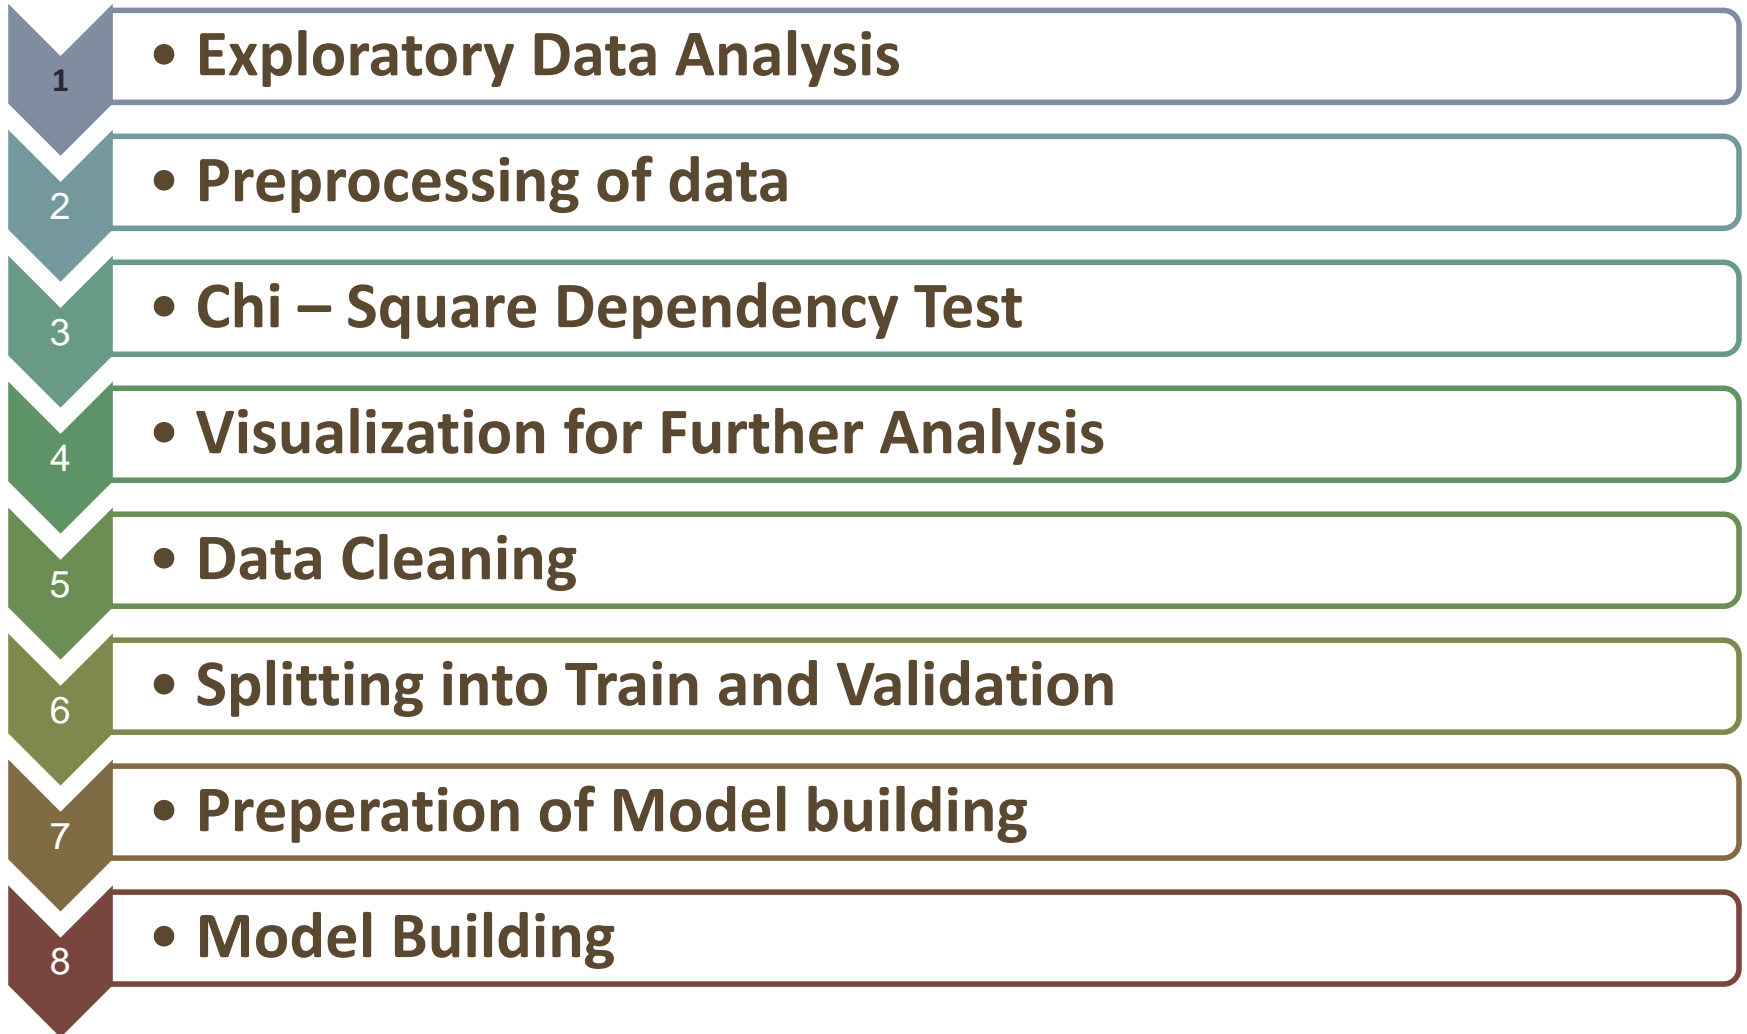 1
• Exploratory Data Analysis
2
• Preprocessing of data
3
• Chi – Square Dependency Test
4
• Visualization for Further Analysis
5
• Data Cleaning
6
• Splitting into Train and Validation
7
• Preperation of Model building
8
• Model Building